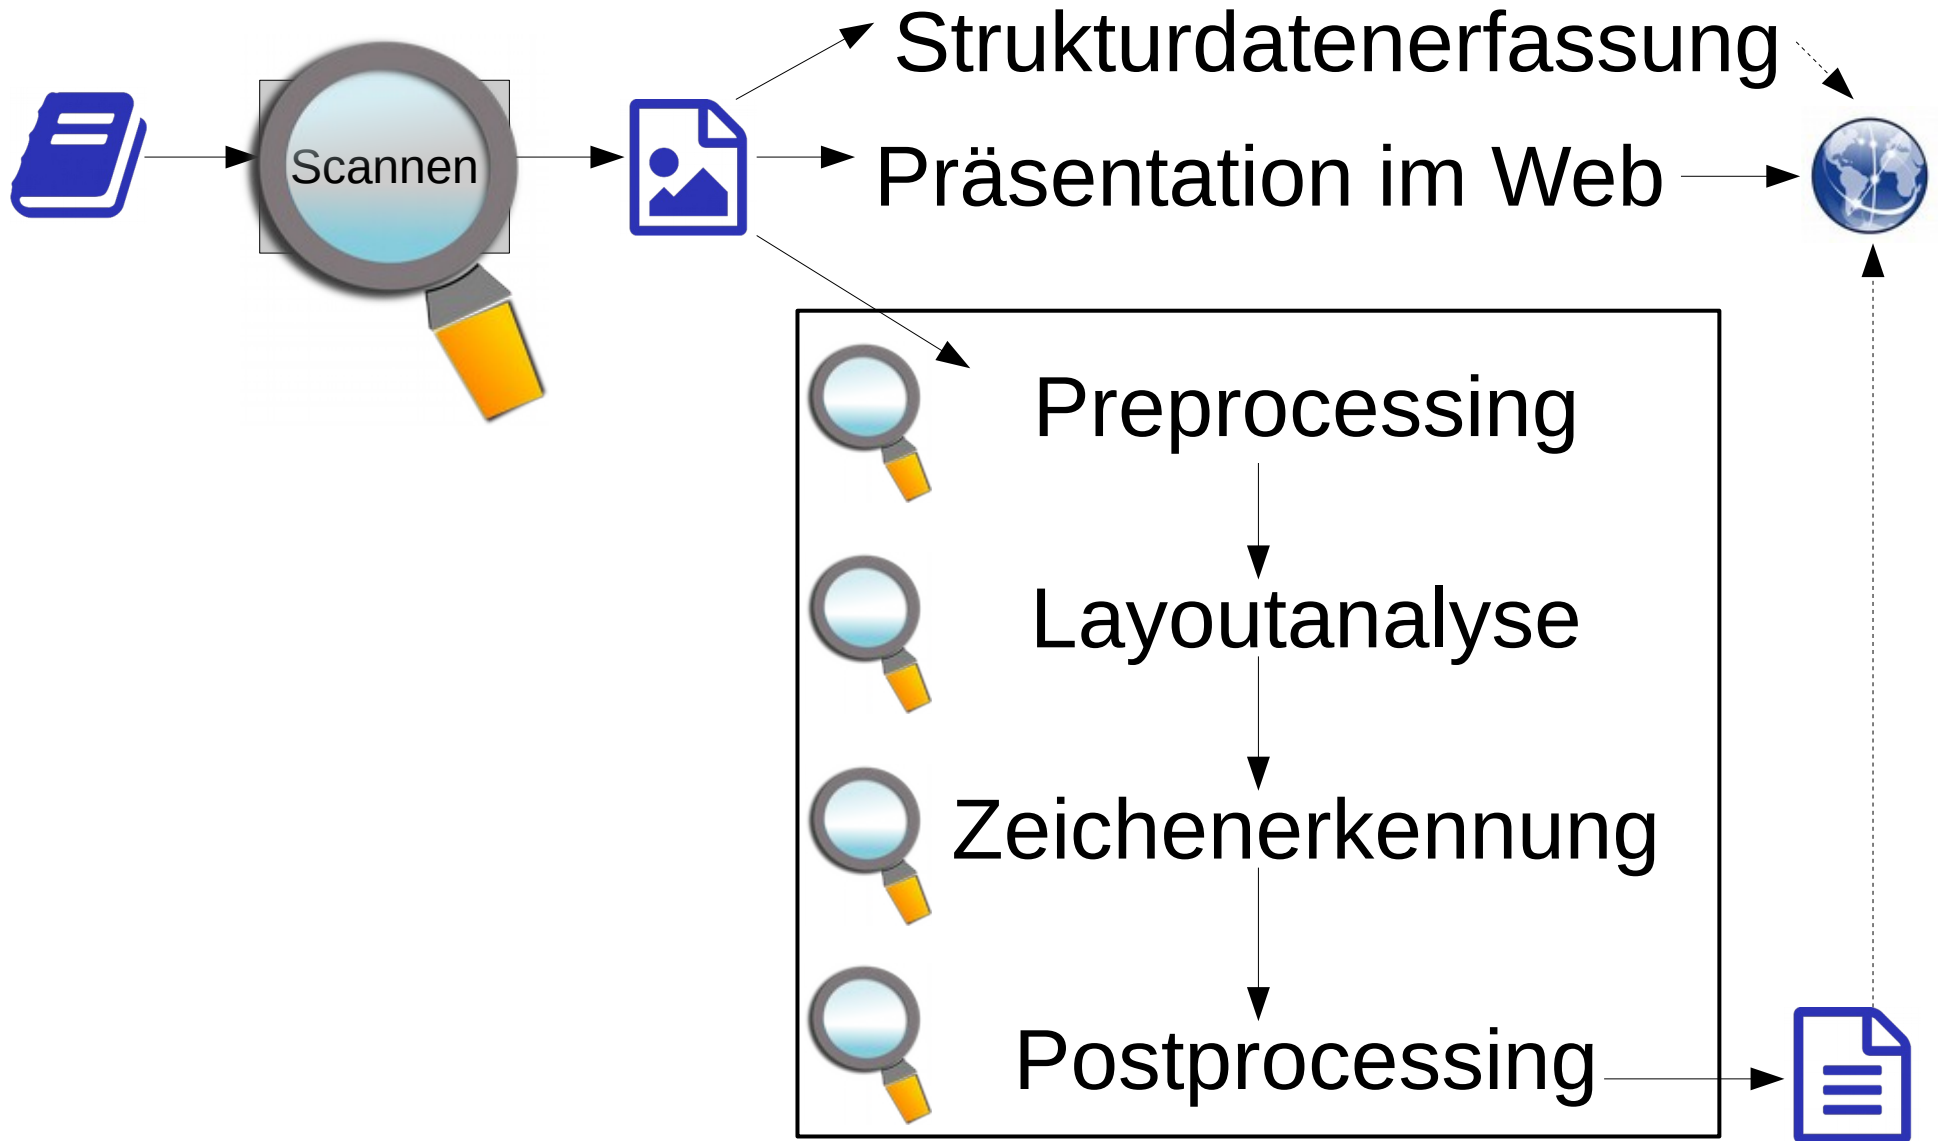 Strukturdatenerfassung
Scannen
Präsentation im Web
Preprocessing
Layoutanalyse
Zeichenerkennung
Postprocessing